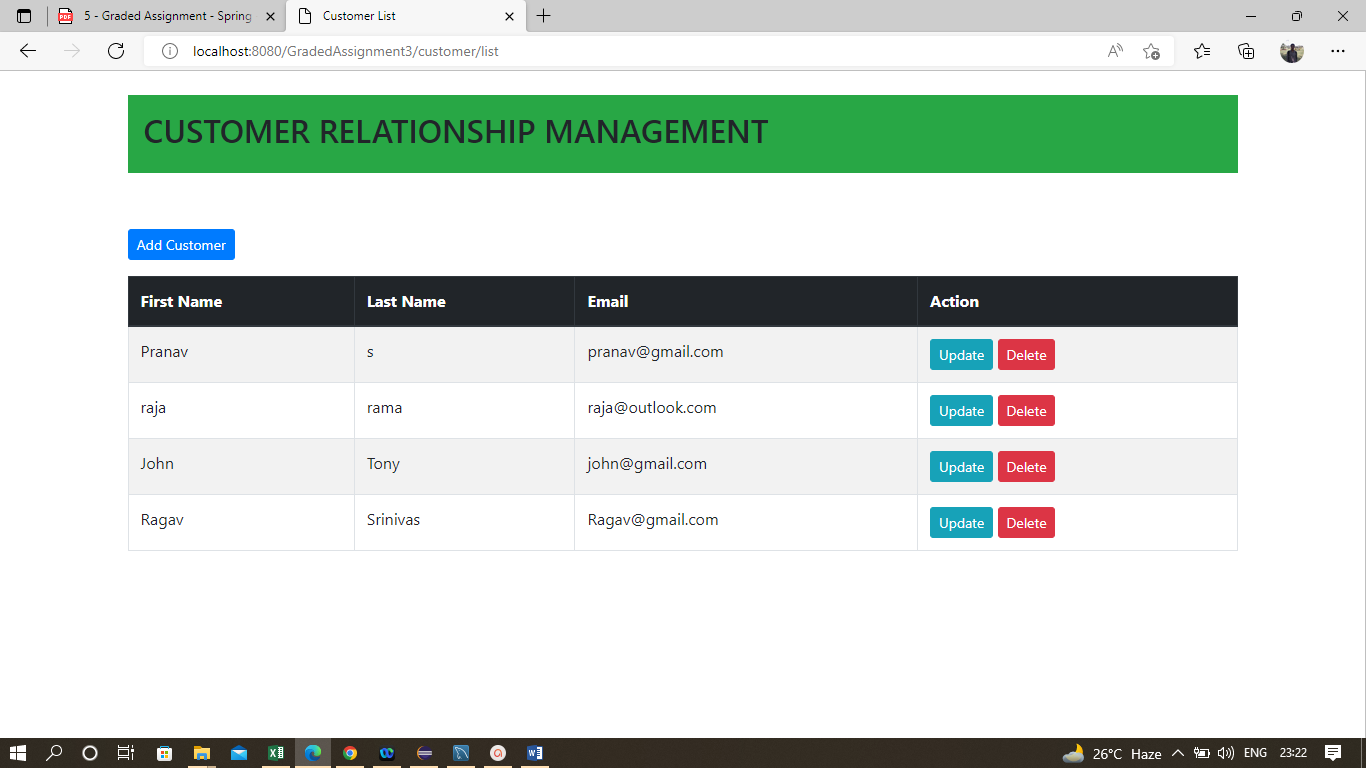 5 - Graded Assignment - Spring
Customer List
localhost:8080/GradedAssignment3/customer/list
CUSTOMER RELATIONSHIP MANAGEMENT
Add Customer
First Name Last Name Email Action
Pranav s pranav@gmail.com Update Delete
raja rama raja@outlook.com Update Delete
John Tony john@gmail.com Update Delete
Ragav Srinivas Ragav@gmail.com Update Delete
26°C Haze ENG 23:22